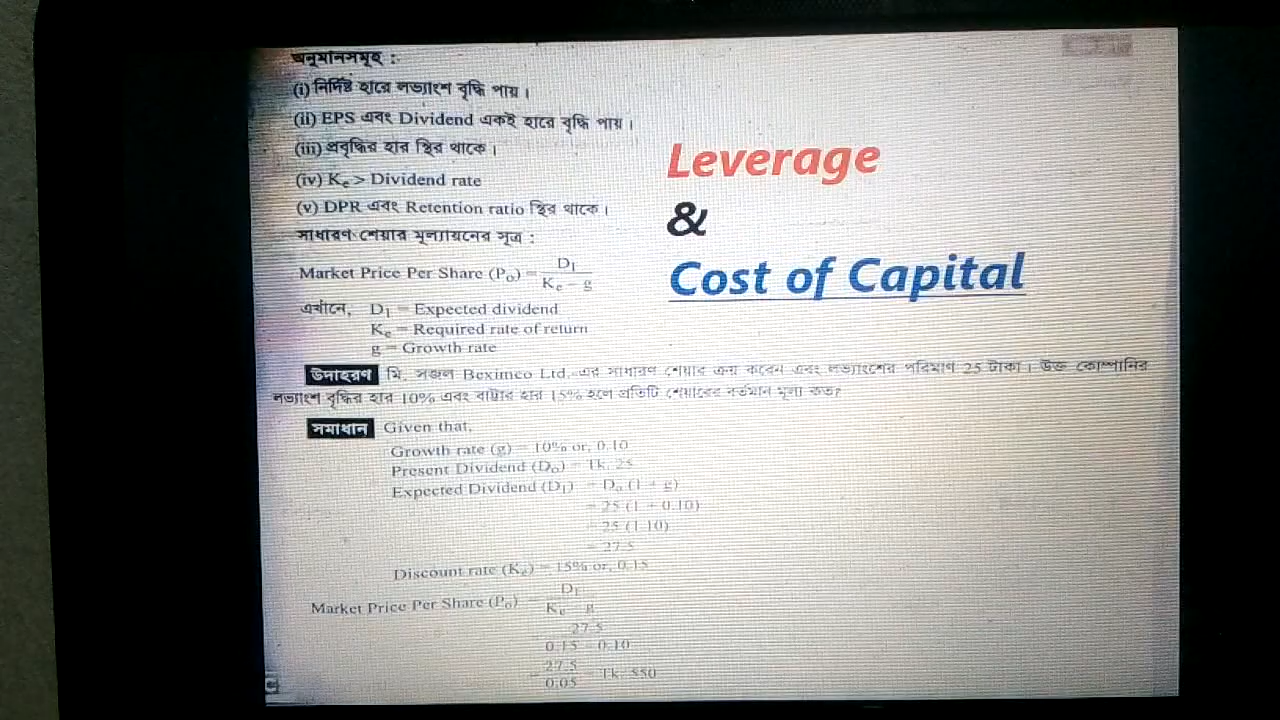 অনুমানসমূহ :
(i) নির্দিষ্ট হারে লভ্যাংশ বৃদ্ধি পায়।
(ii) EPS এবং Dividend একই হারে বৃদ্ধি পায়।
(iii) প্রবৃদ্ধির হার স্থির থাকে।
(iv) Ke > Dividend rate
(v) DPR এবং Retention ratio স্থির থাকে।
Leverage
&
Cost of Capital
সাধারণ শেয়ার মূল্যায়নের সূত্র :
Market Price Per Share (Po) = D1 / Ke − g
এখানে, D1 = Expected dividend
Ke = Required rate of return
g = Growth rate
উদাহরণ মি. সজল Beximco Ltd. এর সাধারণ শেয়ার ক্রয় করেন এবং লভ্যাংশের পরিমাণ 25 টাকা। উক্ত কোম্পানির
লভ্যাংশ বৃদ্ধির হার 10% এবং বাট্টার হার 15% হলে প্রতিটি শেয়ারের বর্তমান মূল্য কত?
সমাধান Given that,
Growth rate (g) = 10% or, 0.10
Present Dividend (Do) = Tk. 25
Expected Dividend (D1) = Do (1 + g)
= 25 (1 + 0.10)
= 25 (1.10)
= 27.5
Discount rate (Ke) = 15% or, 0.15
Market Price Per Share (Po) = D1 / Ke − g
27.5 / 0.15 − 0.10
= 27.5 / 0.05 = Tk. 550